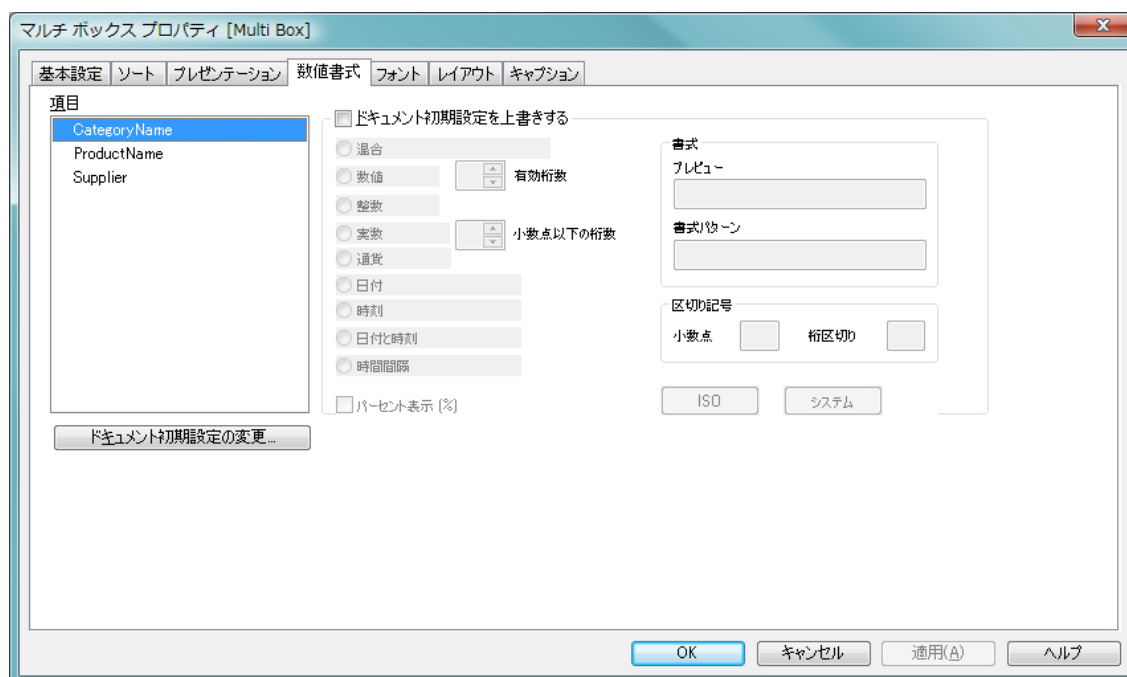 マルチ ボックス プロパティ [Multi Box]
基本設定 ソート プレゼンテーション 数値書式 フォント レイアウト キャプション
項目
CategoryName
ProductName
Supplier
ドキュメント初期設定の変更...
ドキュメント初期設定を上書きする
混合
数値 有効桁数
整数
実数 小数点以下の桁数
通貨
日付
時刻
日付と時刻
時間間隔
パーセント表示 (%)
書式
プレビュー
書式パターン
区切り記号
小数点 桁区切り
ISO システム
OK キャンセル 適用(A) ヘルプ